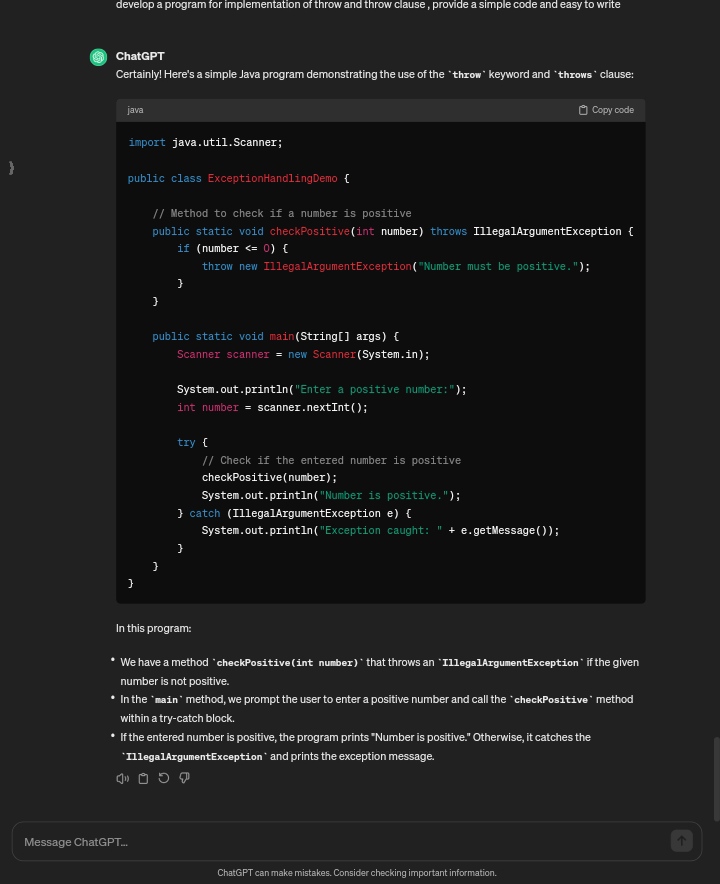 develop a program for implementation of throw and throw clause , provide a simple code and easy to write
ChatGPT
Certainly! Here's a simple Java program demonstrating the use of the `throw` keyword and `throws` clause:
java Copy code
import java.util.Scanner;
}
public class ExceptionHandlingDemo {
// Method to check if a number is positive
public static void checkPositive(int number) throws IllegalArgumentException {
if (number <= 0) {
throw new IllegalArgumentException("Number must be positive.");
}
}
public static void main(String[] args) {
Scanner scanner = new Scanner(System.in);
System.out.println("Enter a positive number:");
int number = scanner.nextInt();
try {
// Check if the entered number is positive
checkPositive(number);
System.out.println("Number is positive.");
} catch (IllegalArgumentException e) {
System.out.println("Exception caught: " + e.getMessage());
}
}
}
In this program:
• We have a method `checkPositive(int number)` that throws an `IllegalArgumentException` if the given
number is not positive.
• In the `main` method, we prompt the user to enter a positive number and call the `checkPositive` method
within a try-catch block.
• If the entered number is positive, the program prints "Number is positive." Otherwise, it catches the
`IllegalArgumentException` and prints the exception message.
Message ChatGPT...
ChatGPT can make mistakes. Consider checking important information.